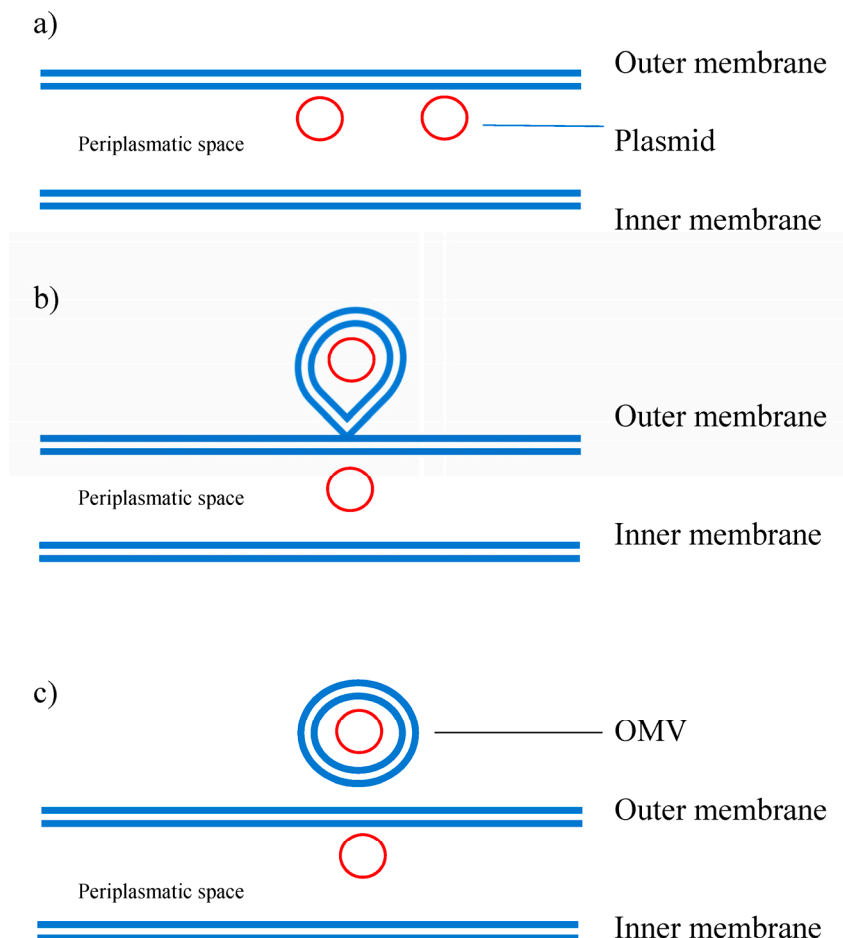 a)
Outer membrane
Plasmid
Periplasmatic space
Inner membrane
b)
Outer membrane
Periplasmatic space
Inner membrane
c)
OMV
Outer membrane
Periplasmatic space
Inner membrane